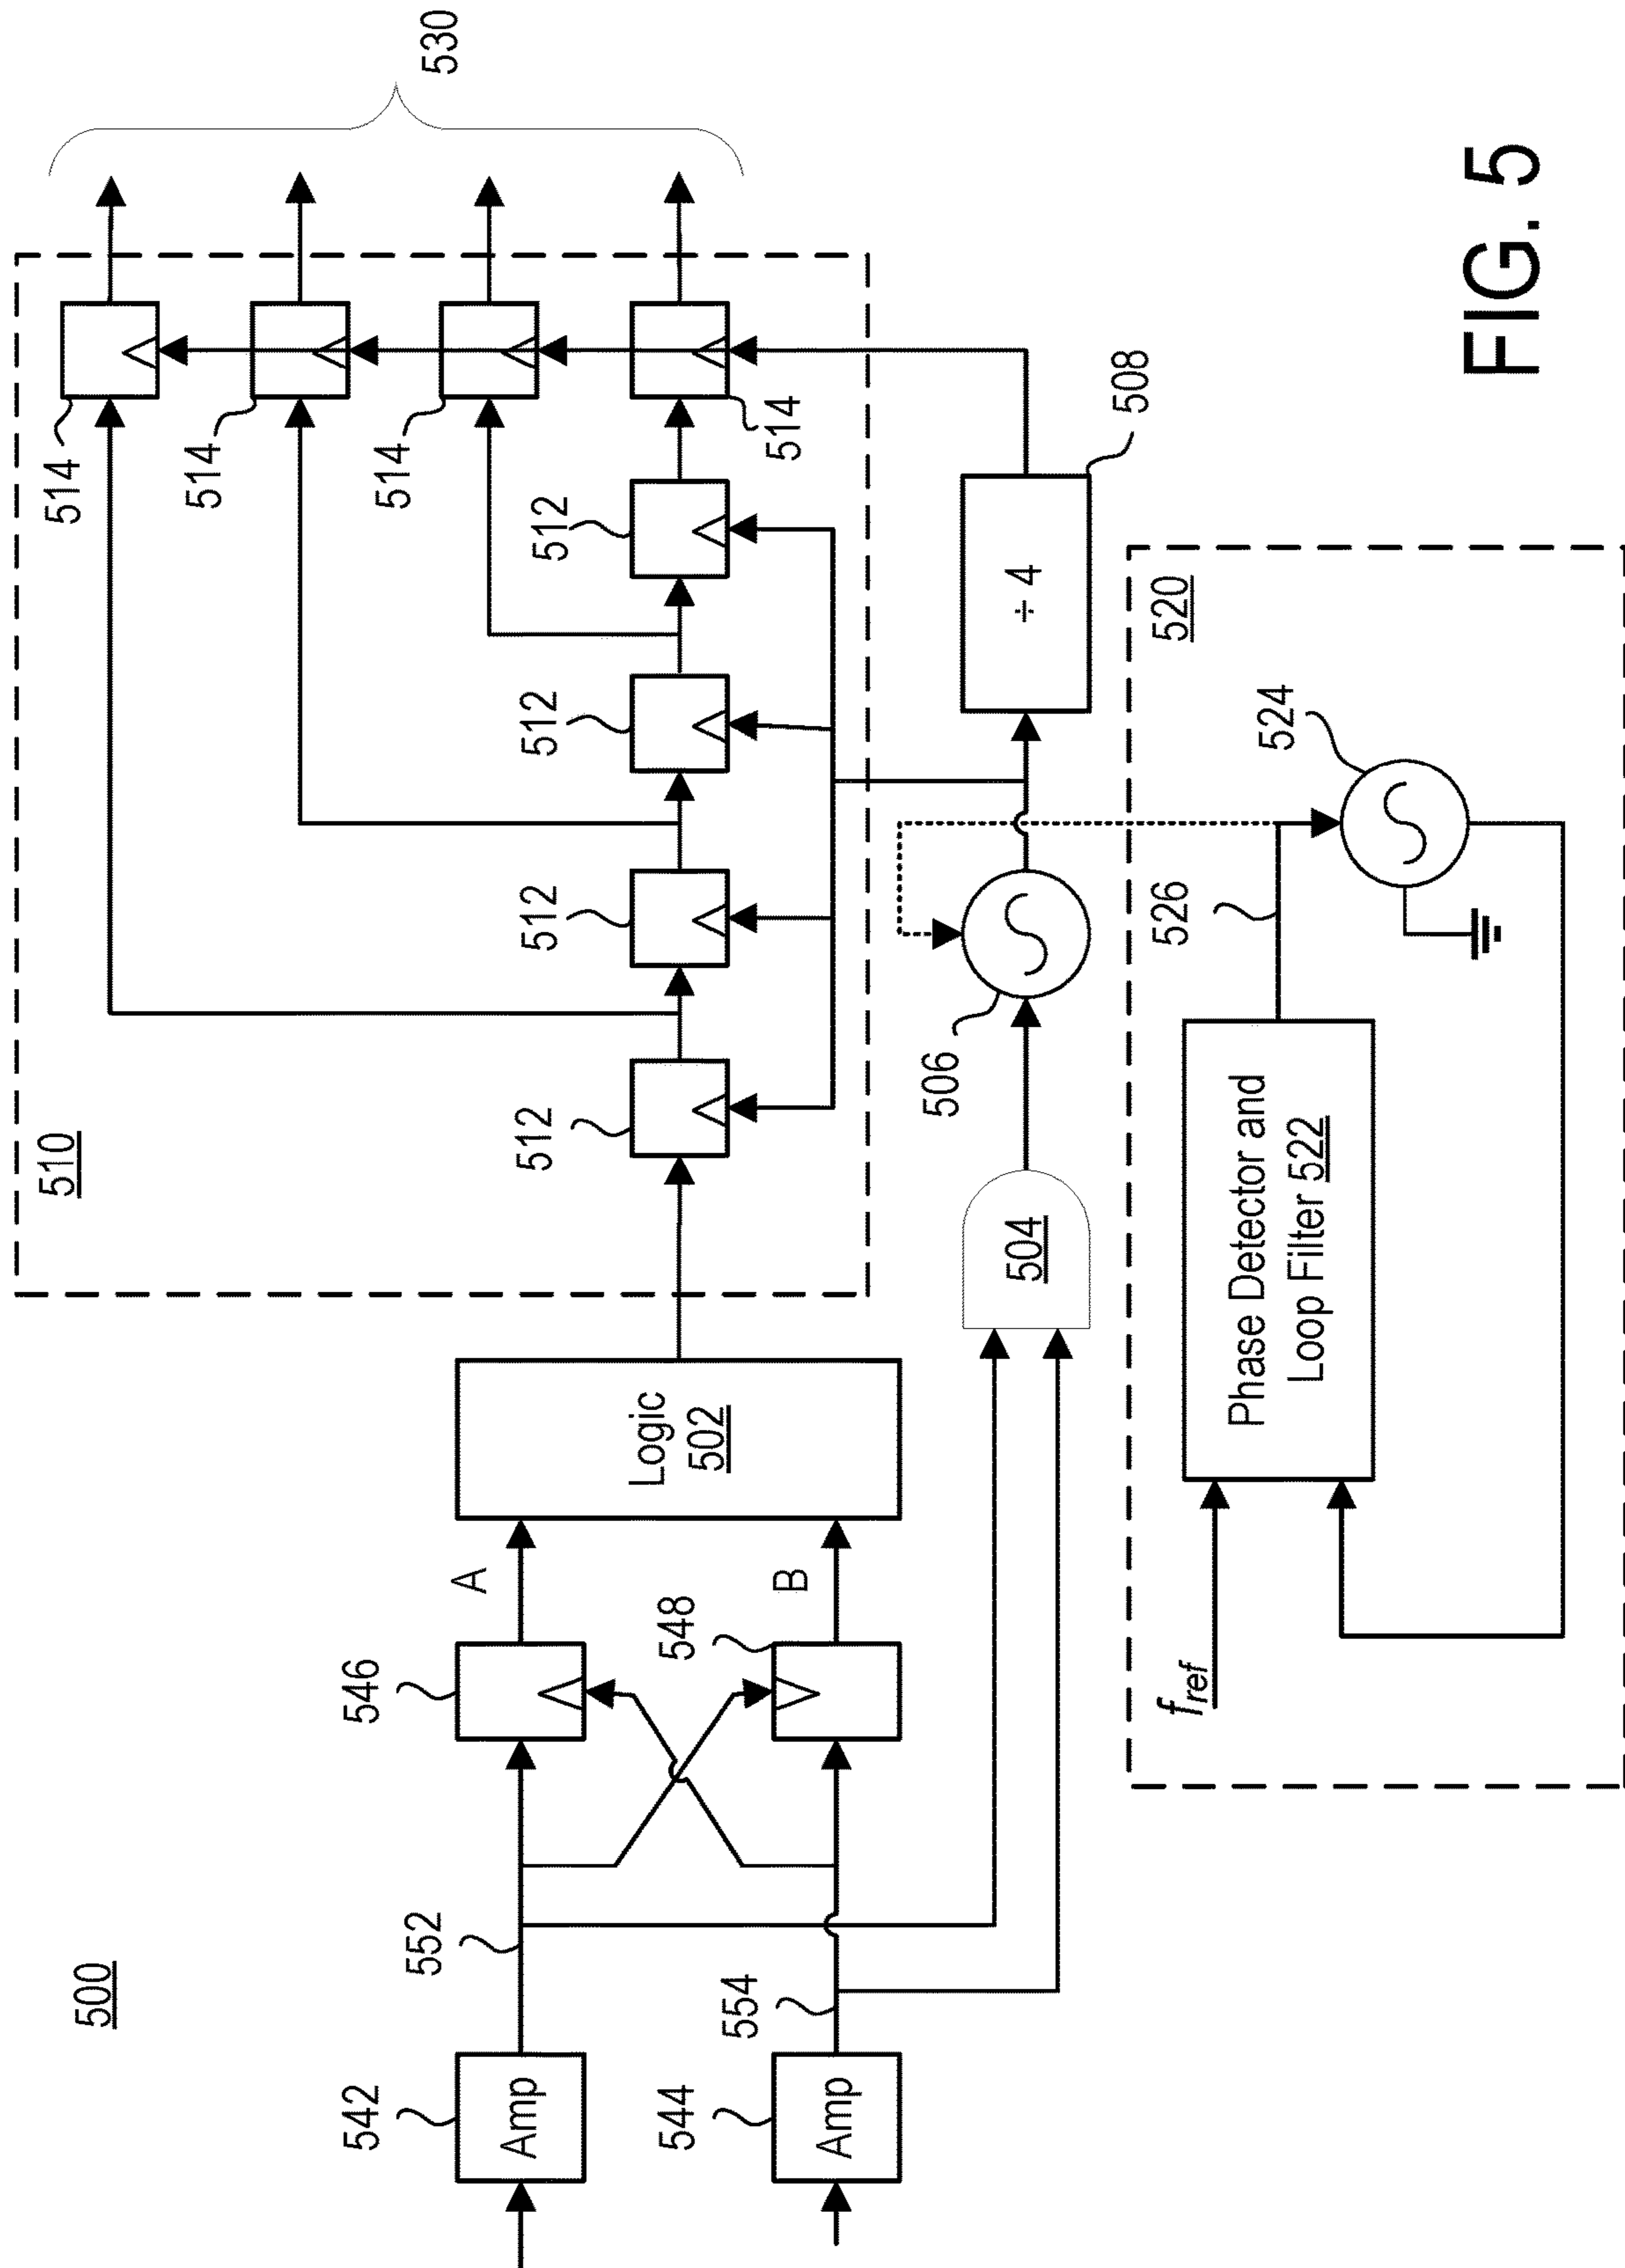 500
542
Amp
544
Amp
552
554
546
548
A
B
Logic
502
510
512
512
512
512
514
514
514
514
530
504
506
÷ 4
508
520
f_ref
Phase Detector and
Loop Filter 522
526
524
FIG. 5